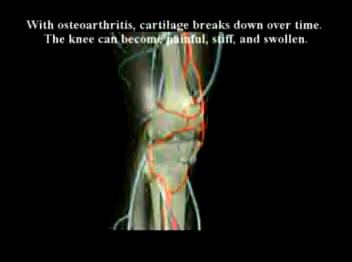 With osteoarthritis, cartilage breaks down over time.
The knee can become painful, stiff, and swollen.